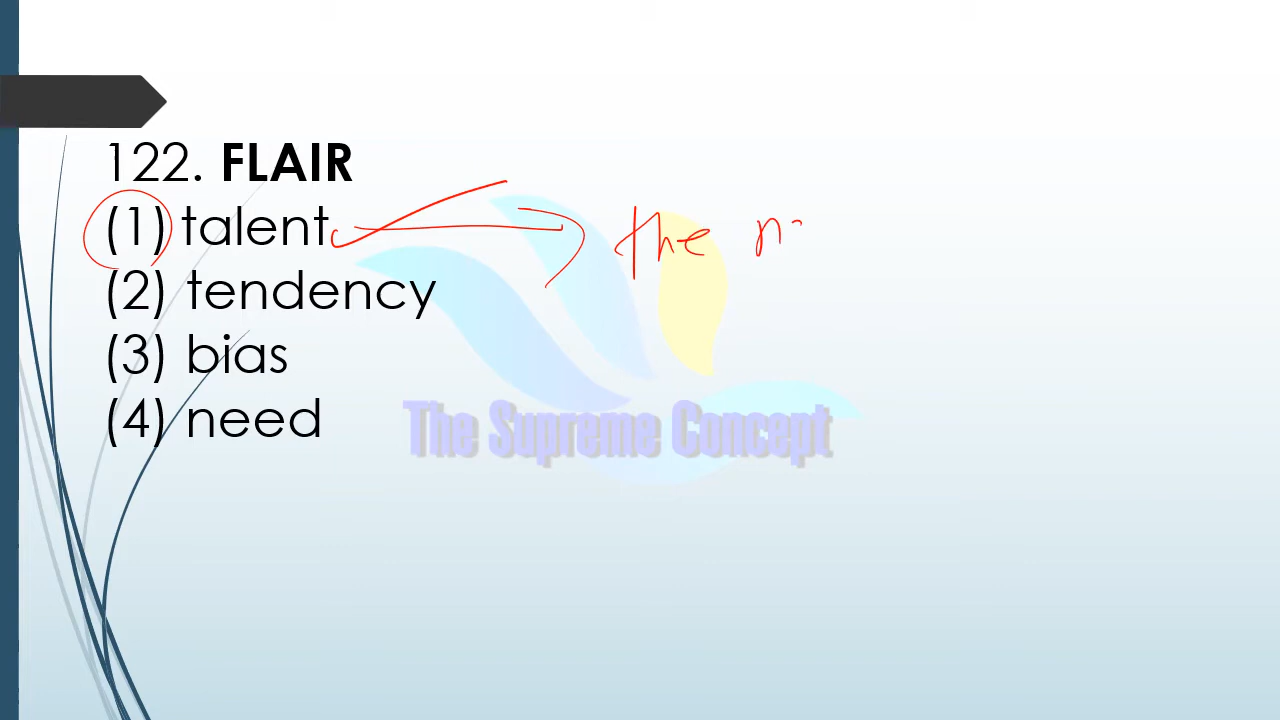 122. FLAIR
(1) talent the
(2) tendency
(3) bias
(4) need
The Supreme Concept